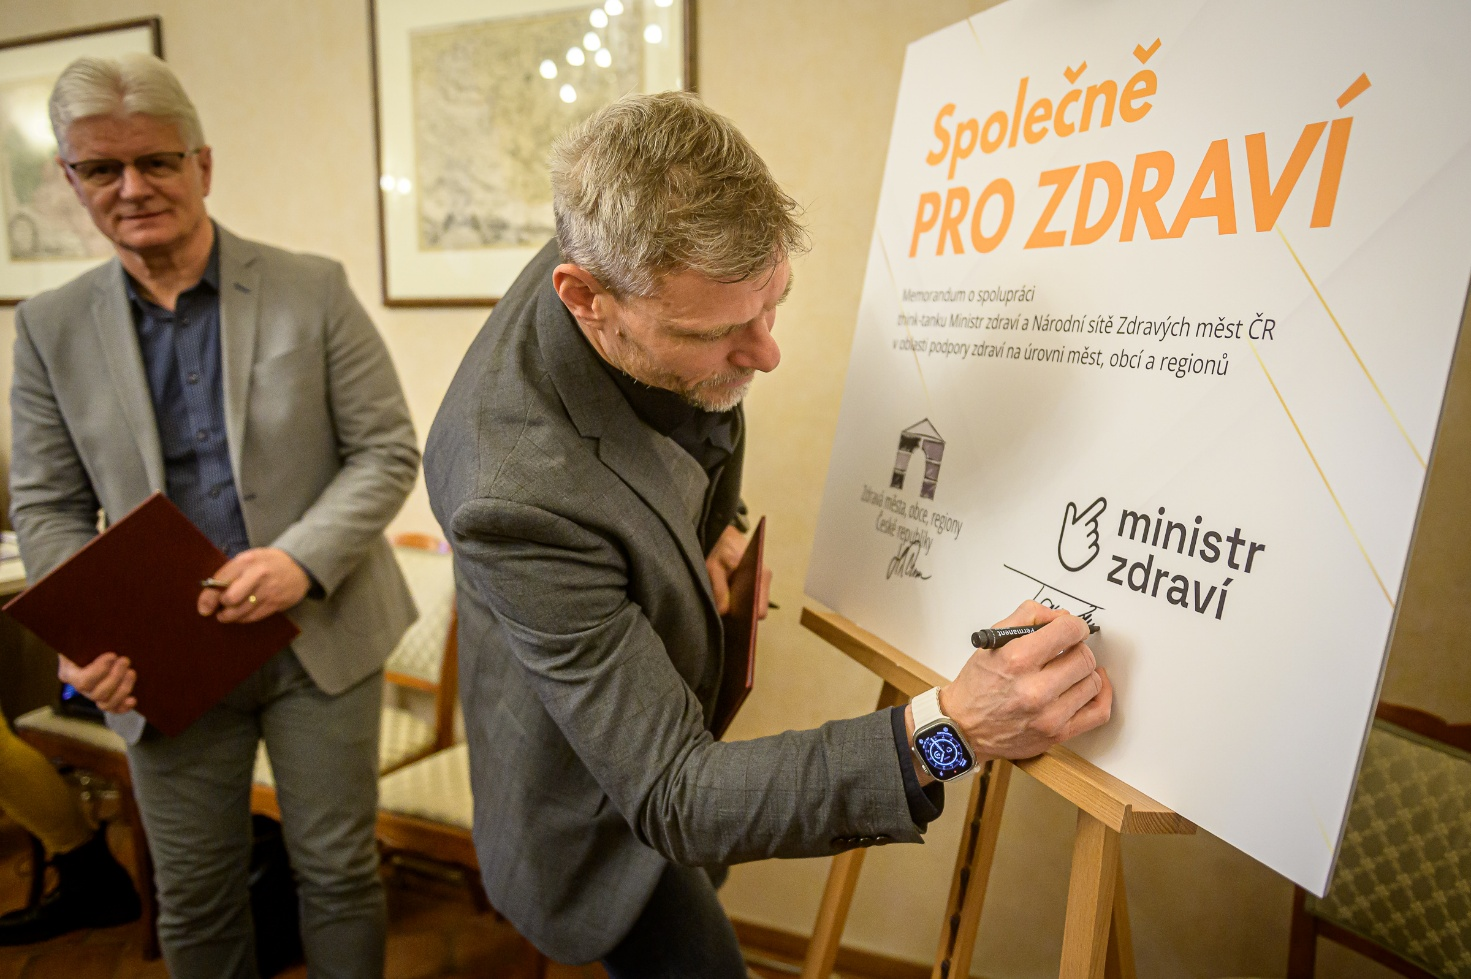 Společně
PRO ZDRAVÍ
Memorandum o spolupráci
think-tanku Ministr zdraví a Národní sítě Zdravých měst ČR
v oblasti podpory zdraví na úrovni měst, obcí a regionů
Zdravá města, obce, regiony
České republiky
ministr
zdraví
Permanent